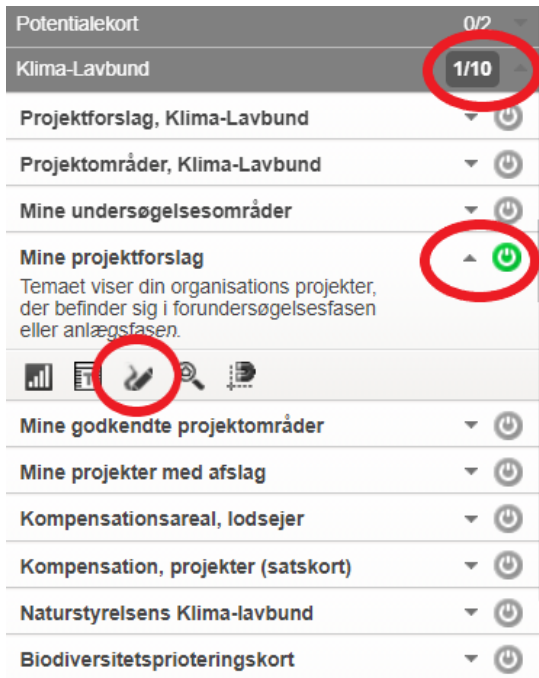 Potentialekort 0/2
Klima-Lavbund 1/10
Projektforslag, Klima-Lavbund
Projektområder, Klima-Lavbund
Mine undersøgelsesområder
Mine projektforslag
Temaet viser din organisations projekter,
der befinder sig i forundersøgelsesfasen
eller anlægsfasen.
Mine godkendte projektområder
Mine projekter med afslag
Kompensationsareal, lodsejer
Kompensation, projekter (satskort)
Naturstyrelsens Klima-lavbund
Biodiversitetsprioteringskort